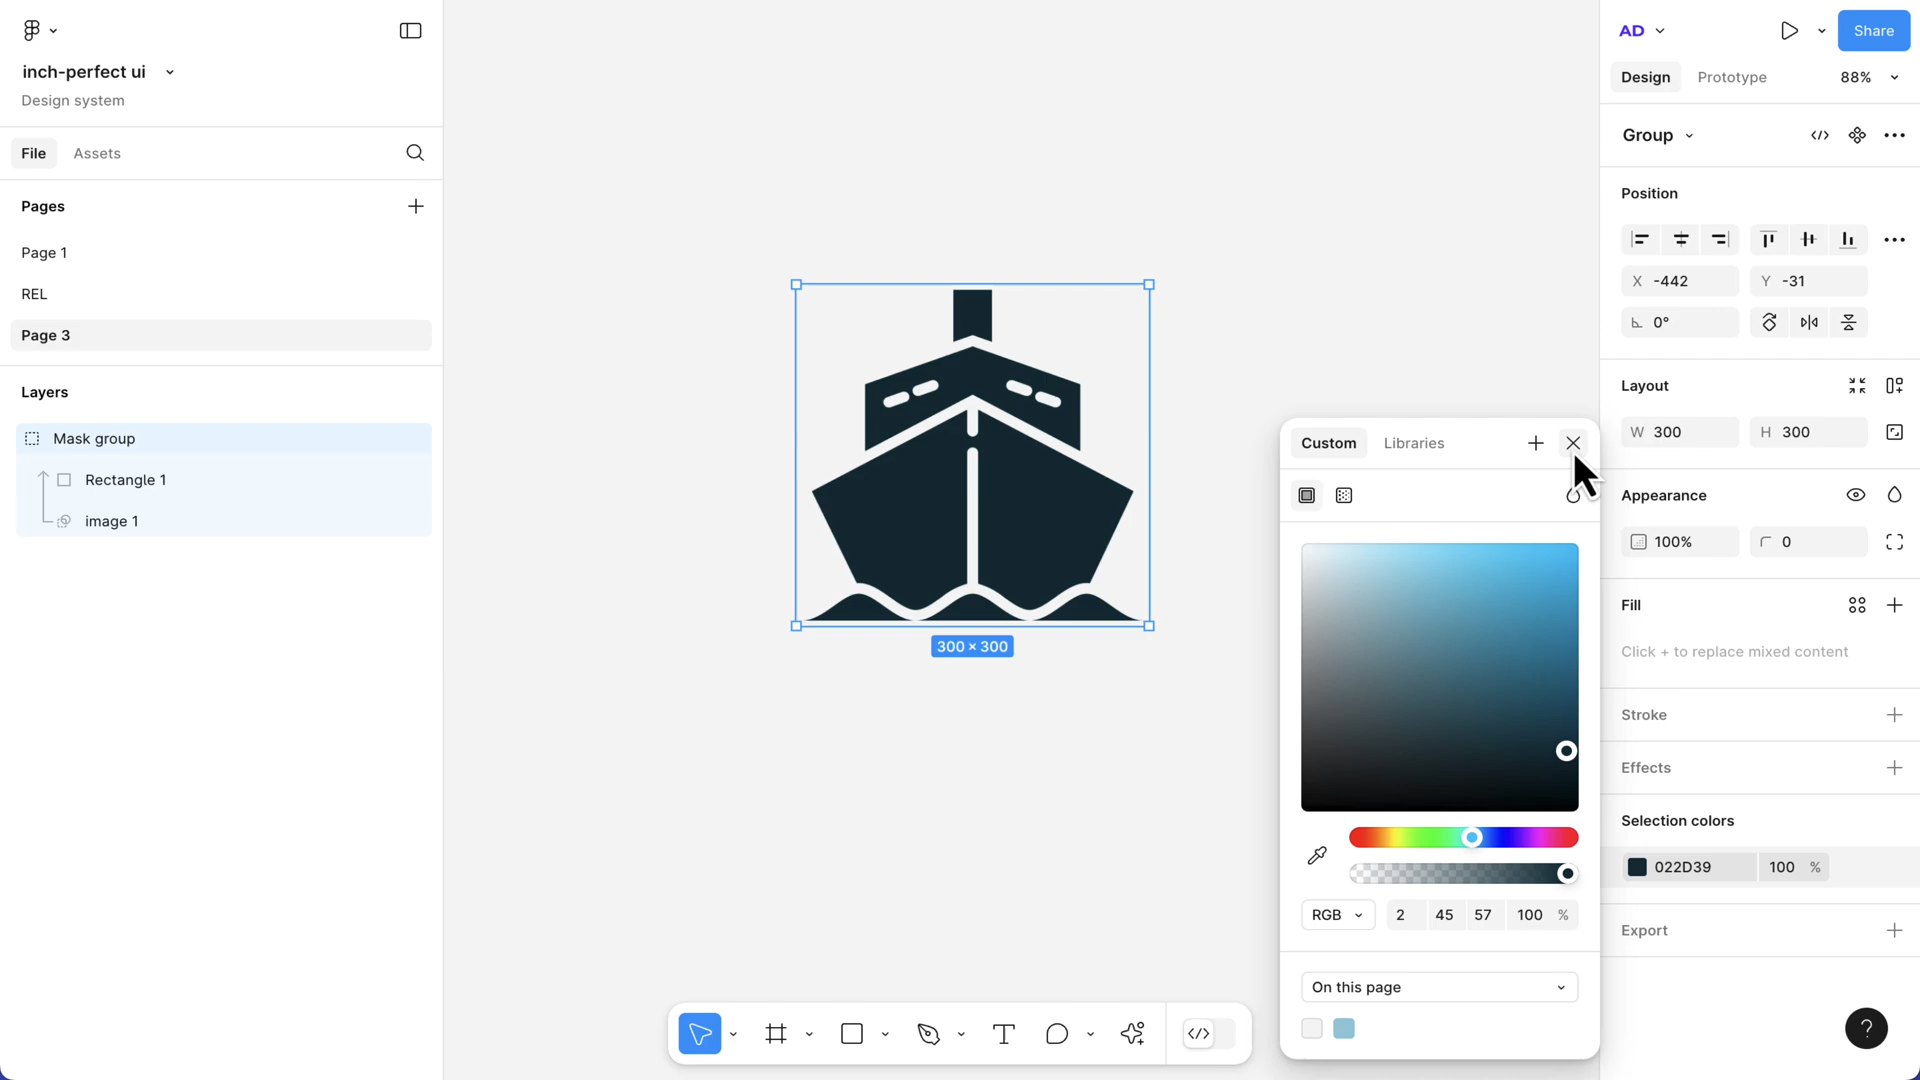 inch-perfect ui
Design system
File
Assets
Pages
Page 1
REL
Page 3
Layers
Mask group
Rectangle 1
image 1
300 × 300
Custom
Libraries
RGB
2
45
57
100 %
On this page
AD
Share
Design
Prototype
88%
Group
Position
X -442
Y -31
0°
Layout
W 300
H 300
Appearance
100%
0
Fill
Click + to replace mixed content
Stroke
Effects
Selection colors
022D39
100 %
Export
?